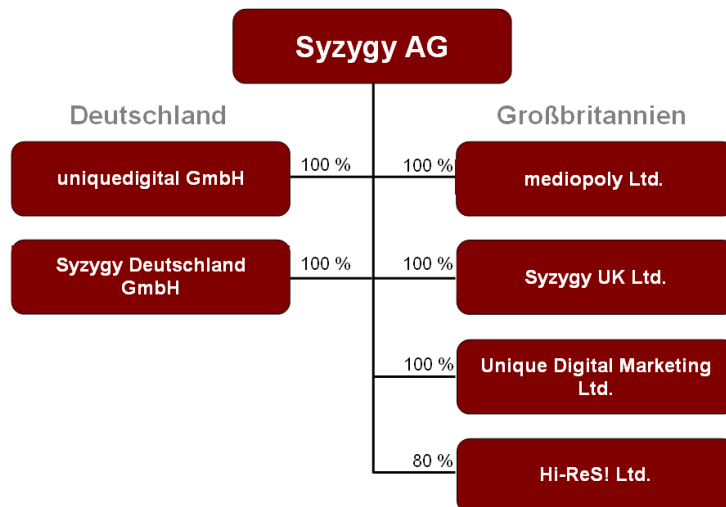 Syzygy AG
Deutschland
Großbritannien
uniquedigital GmbH
100 %
100 %
mediopoly Ltd.
Syzygy Deutschland
GmbH
100 %
100 %
Syzygy UK Ltd.
100 %
Unique Digital Marketing
Ltd.
80 %
Hi-ReS! Ltd.